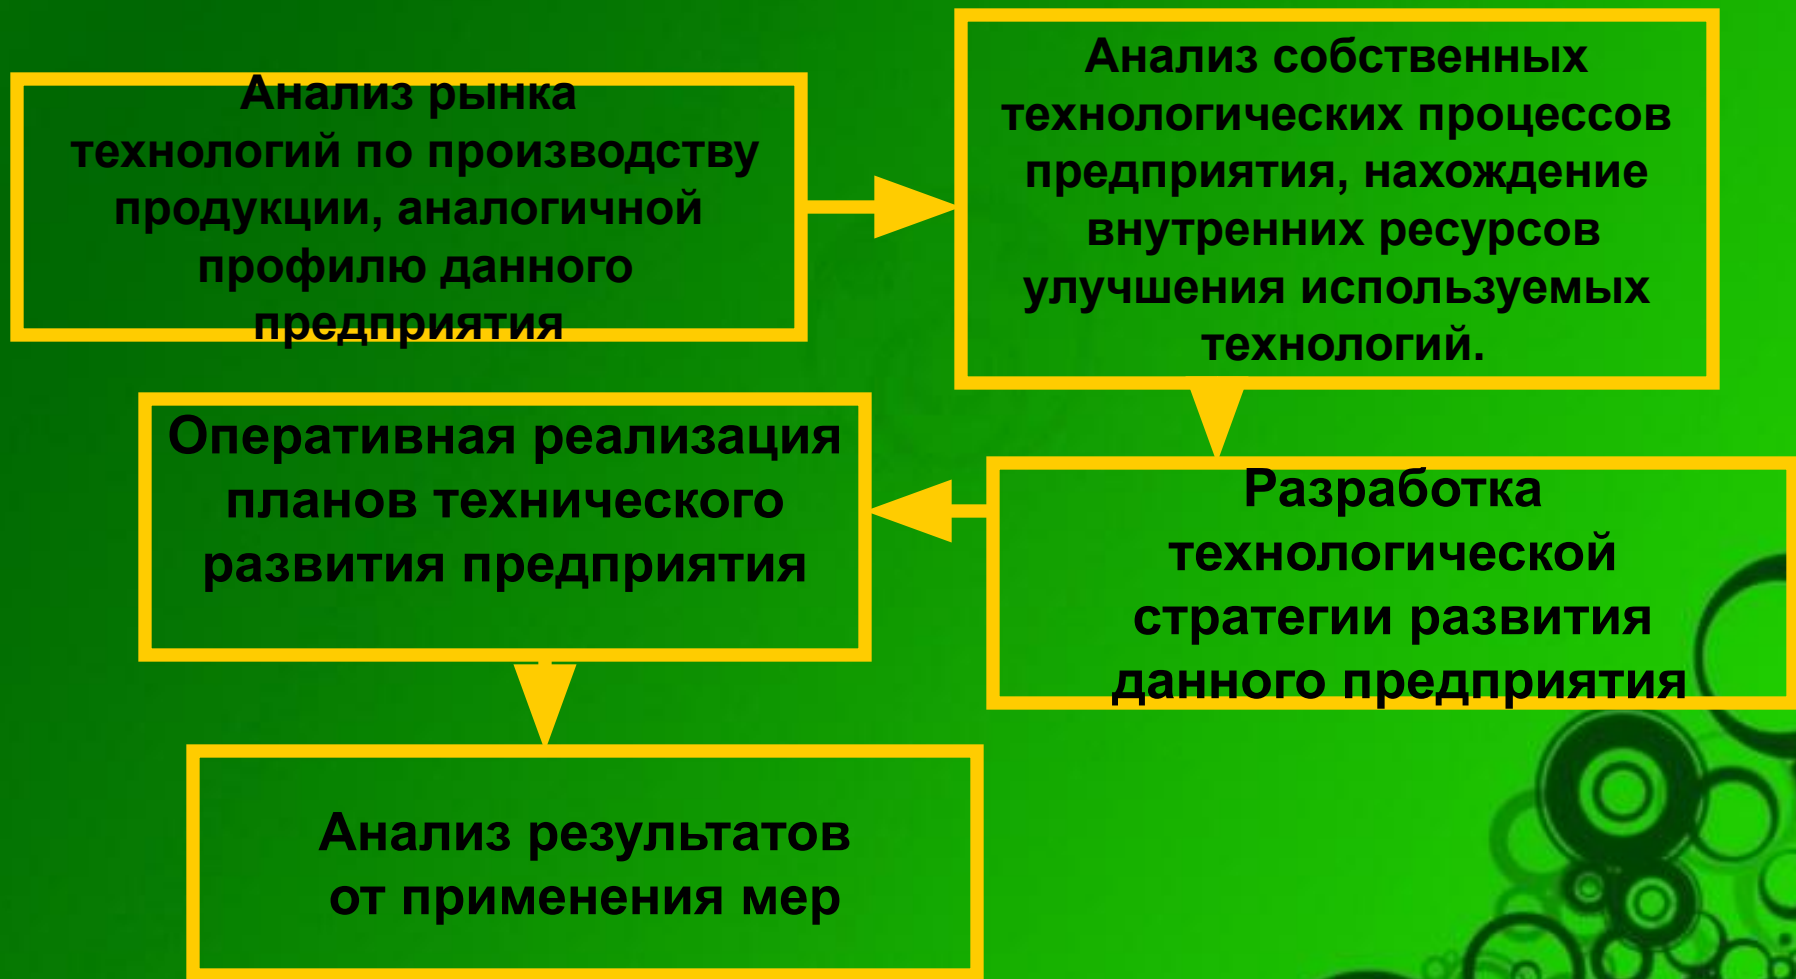 Анализ рынка
технологий по производству
продукции, аналогичной
профилю данного
предприятия
Анализ собственных
технологических процессов
предприятия, нахождение
внутренних ресурсов
улучшения используемых
технологий.
Разработка
технологической
стратегии развития
данного предприятия
Оперативная реализация
планов технического
развития предприятия
Анализ результатов
от применения мер